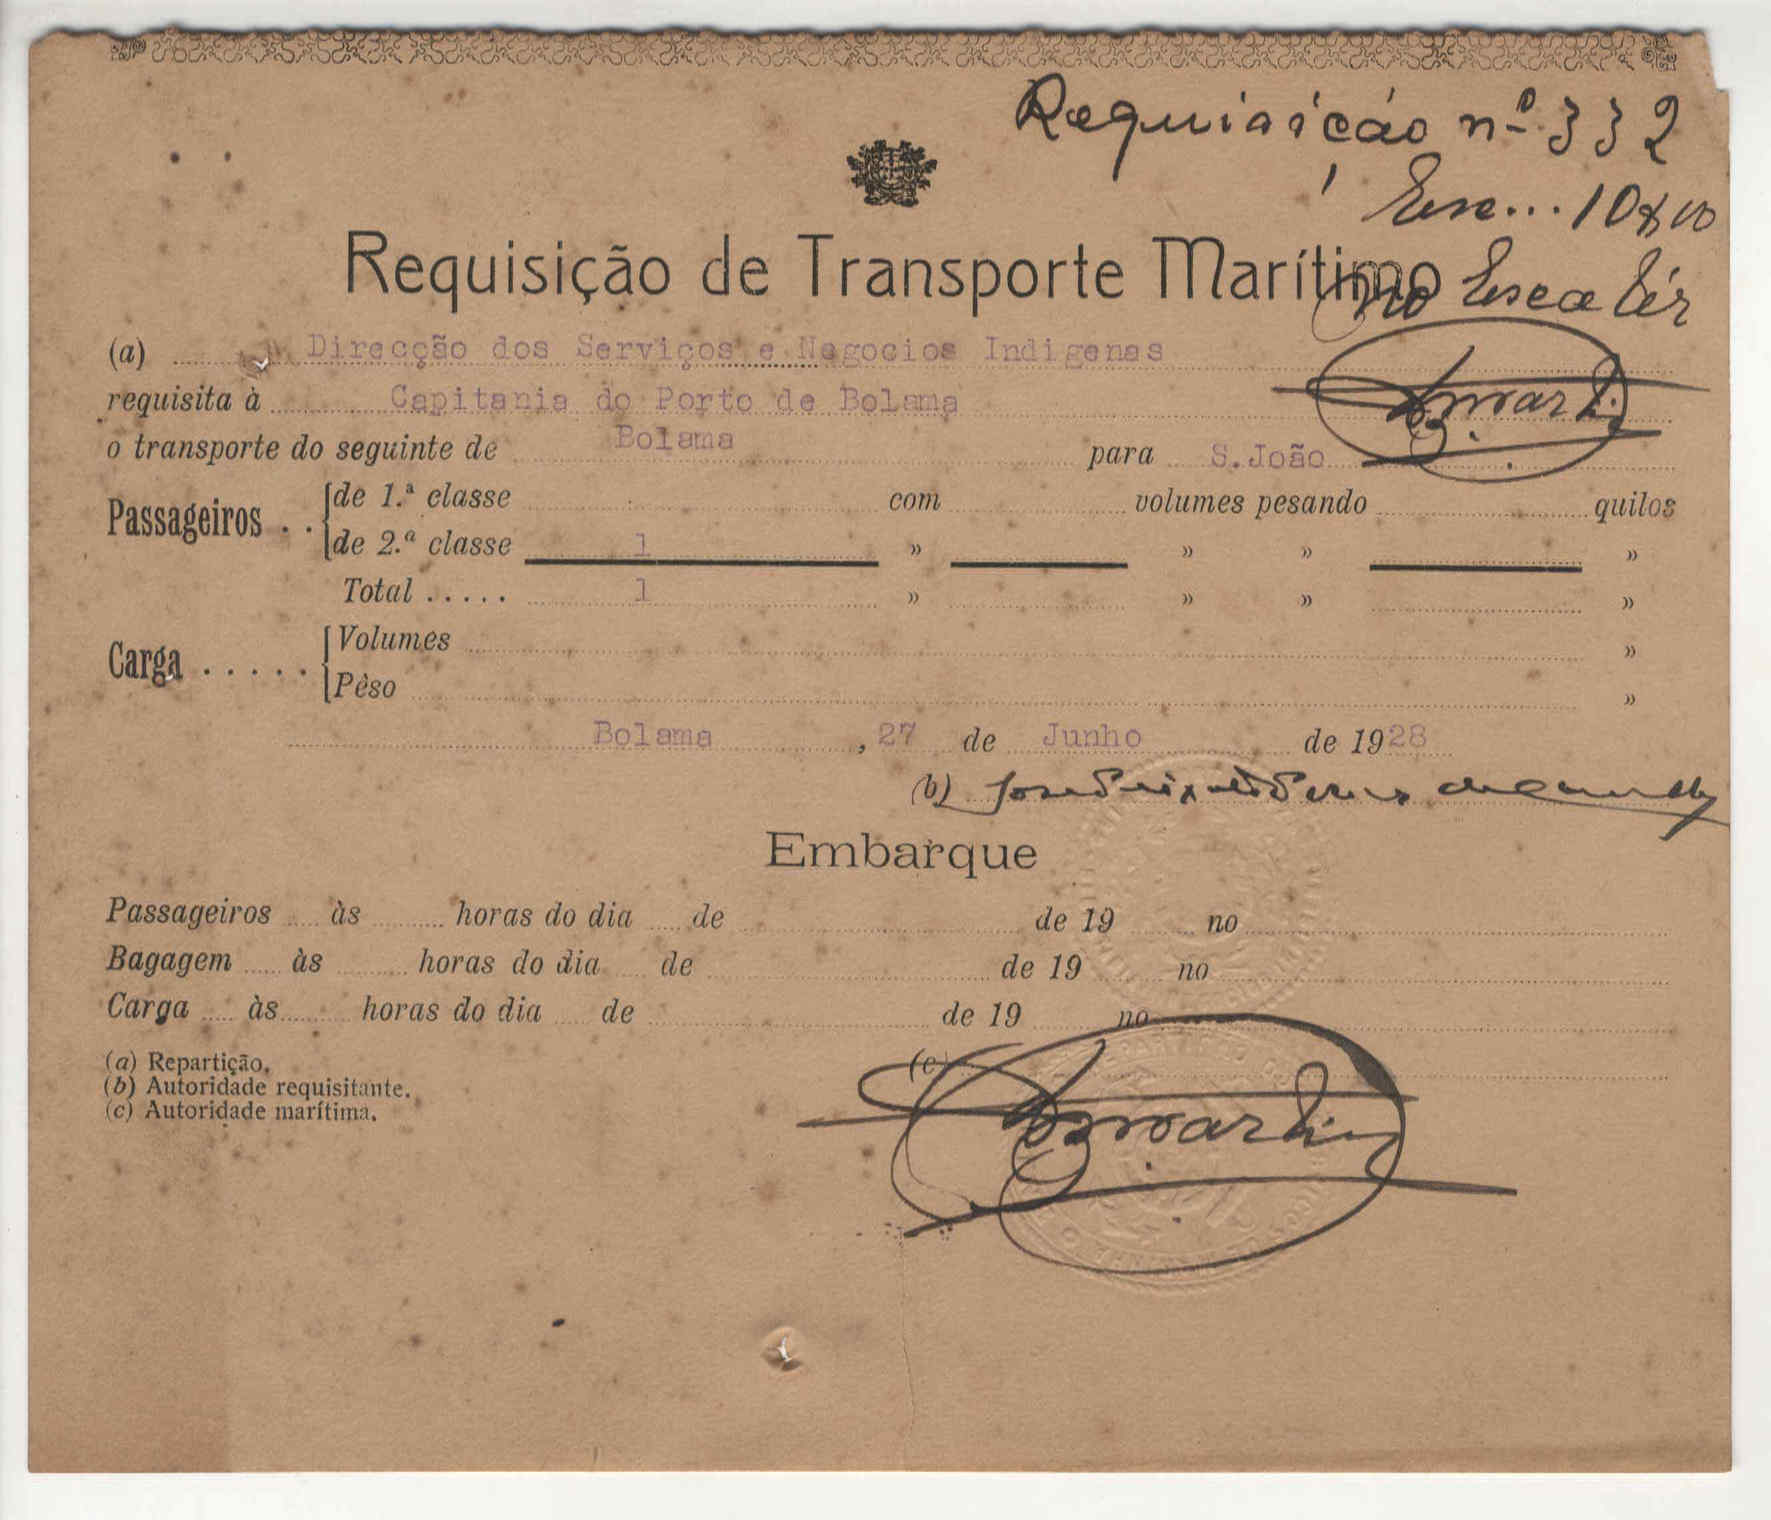 Requisição nº 332
Esc... 10$00
no Escaler
Requisição de Transporte Marítimo
(a) Direcção dos Serviços e Negocios Indigenas
requisita à Capitania do Porto de Bolama
o transporte do seguinte de Bolama para S.João
Passageiros . . de 1.ª classe com volumes pesando quilos
de 2.ª classe 1 » » » »
Total ..... 1 » » » »
Carga ..... Volumes »
Pêso »
Bolama, 27 de Junho de 1928
(b) José Peixoto
Embarque
Passageiros às horas do dia de de 19 no
Bagagem às horas do dia de de 19 no
Carga às horas do dia de de 19 no
(a) Repartição.
(b) Autoridade requisitante.
(c) Autoridade marítima.
(c)